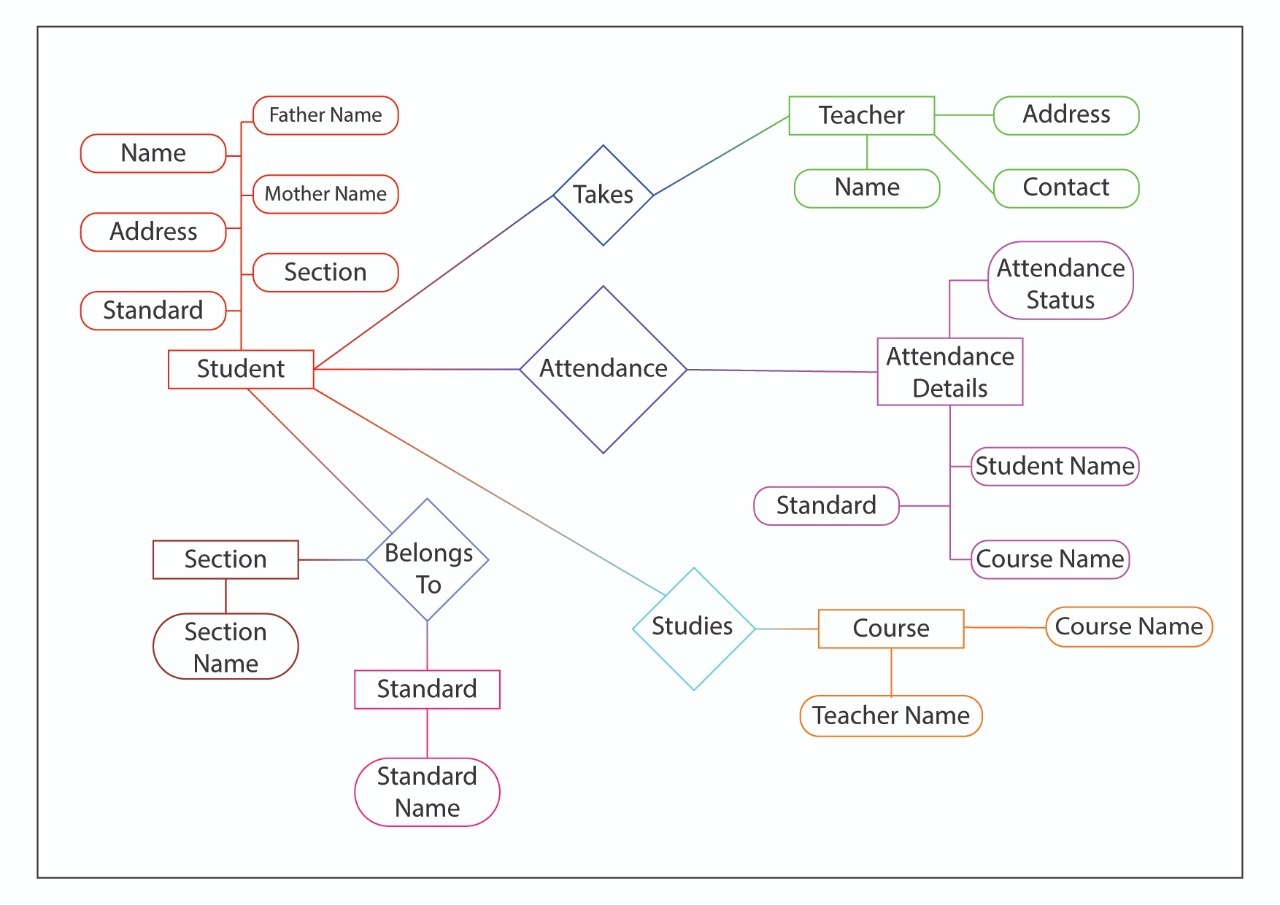 Father Name
Teacher
Address
Name
Mother Name
Takes
Name
Contact
Address
Section
Attendance
Status
Standard
Student
Attendance
Attendance
Details
Student Name
Standard
Section
Belongs
To
Course Name
Section
Name
Studies
Course
Course Name
Standard
Teacher Name
Standard
Name